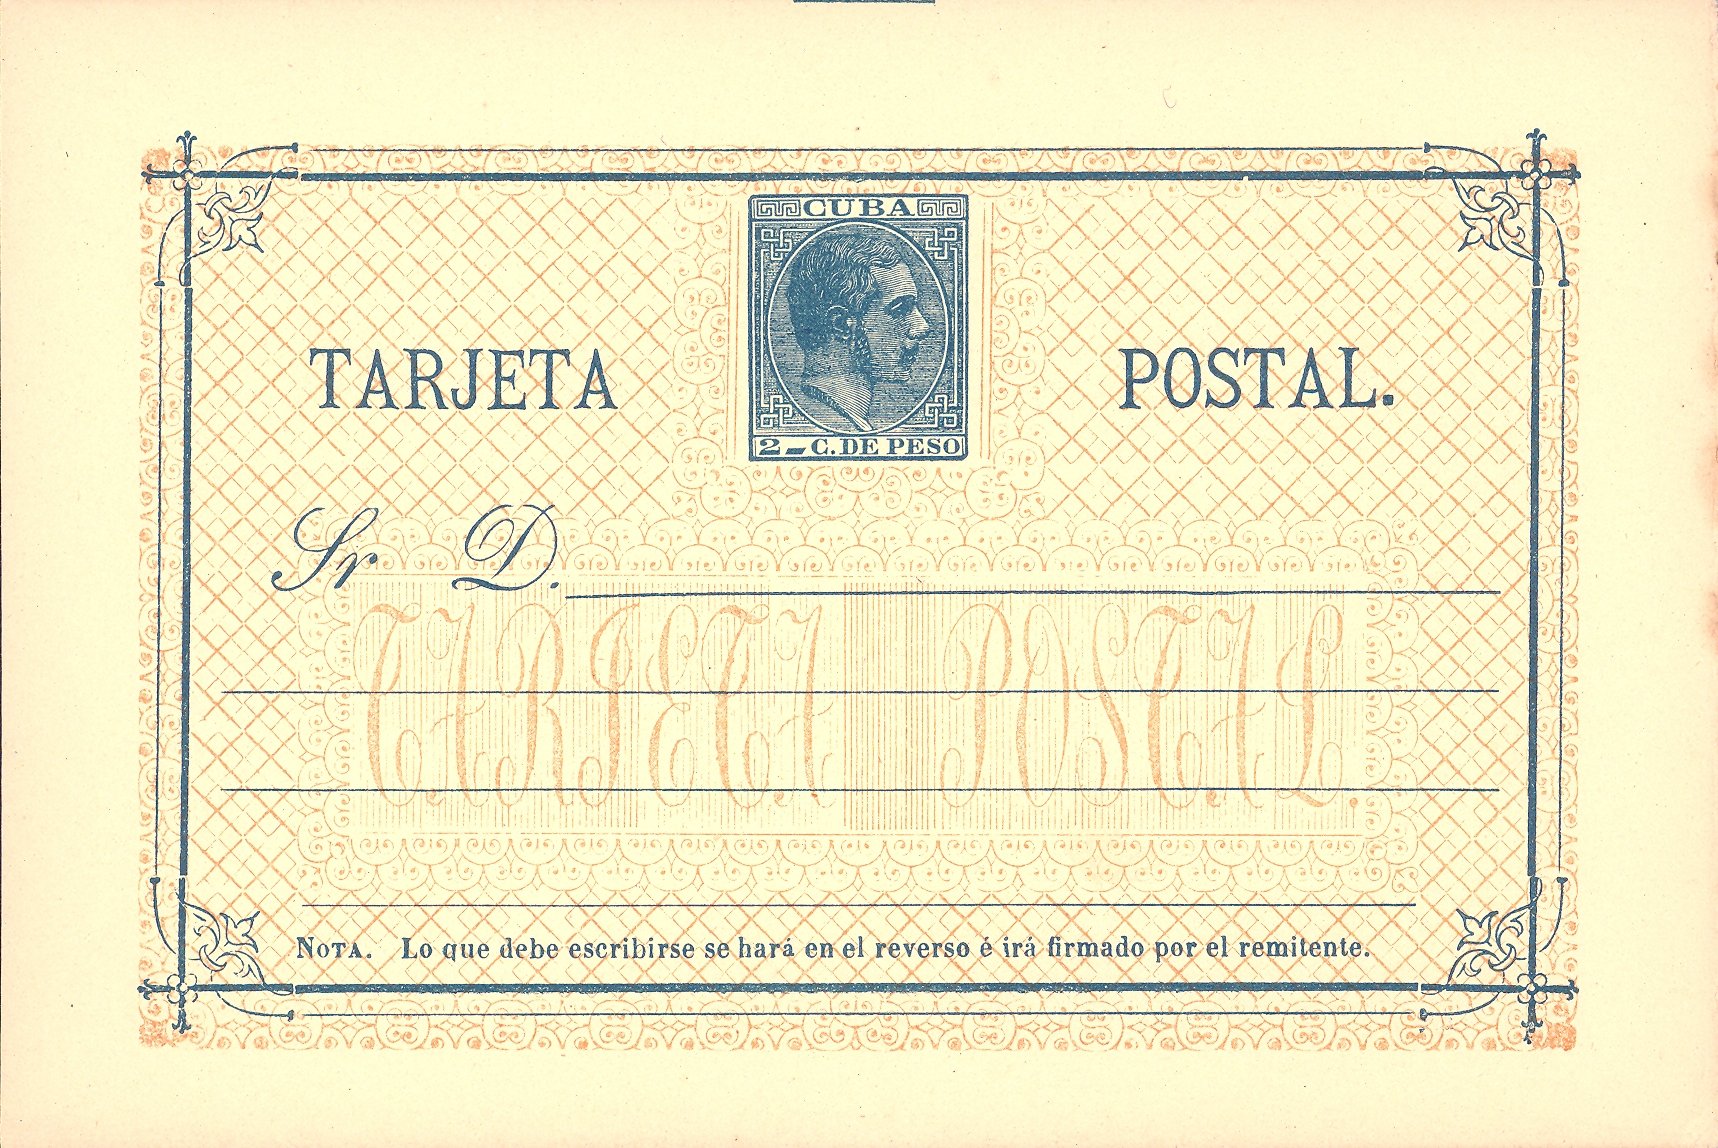 CUBA
TARJETA POSTAL.
2 - C. DE PESO
Sr D.
TARJETA POSTAL.
NOTA. Lo que debe escribirse se hará en el reverso é irá firmado por el remitente.